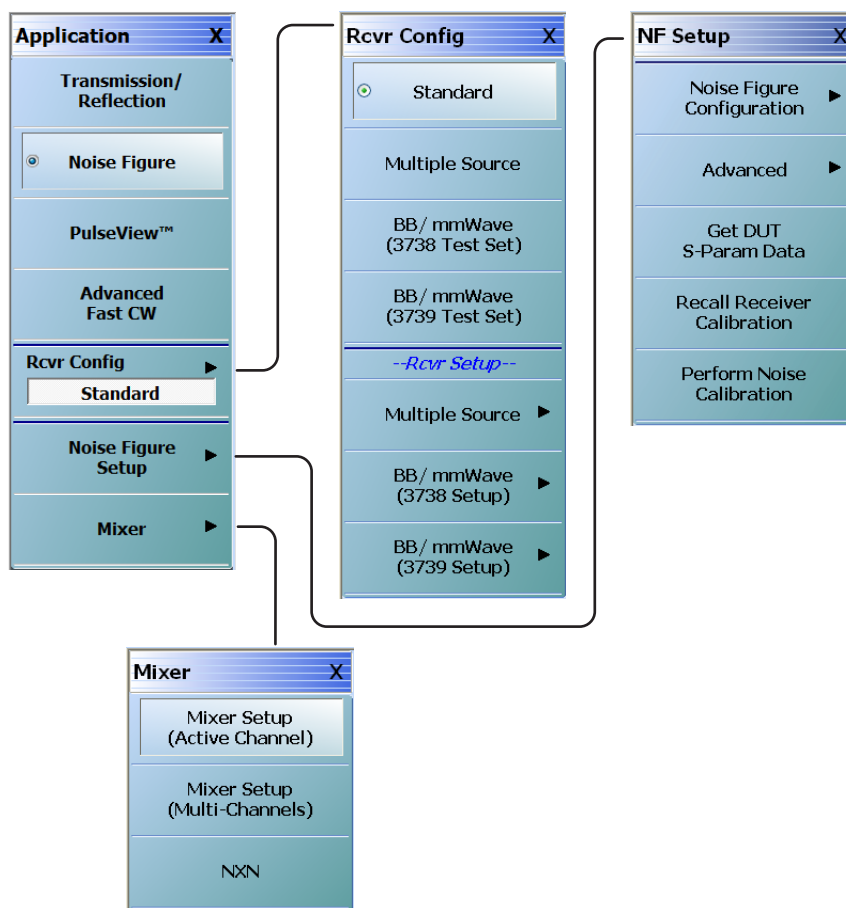 Application X
Transmission/
Reflection
Noise Figure
PulseView™
Advanced
Fast CW
Rcvr Config
Standard
Noise Figure
Setup
Mixer
Rcvr Config X
Standard
Multiple Source
BB/ mmWave
(3738 Test Set)
BB/ mmWave
(3739 Test Set)
--Rcvr Setup--
Multiple Source
BB/ mmWave
(3738 Setup)
BB/ mmWave
(3739 Setup)
NF Setup X
Noise Figure
Configuration
Advanced
Get DUT
S-Param Data
Recall Receiver
Calibration
Perform Noise
Calibration
Mixer X
Mixer Setup
(Active Channel)
Mixer Setup
(Multi-Channels)
NXN